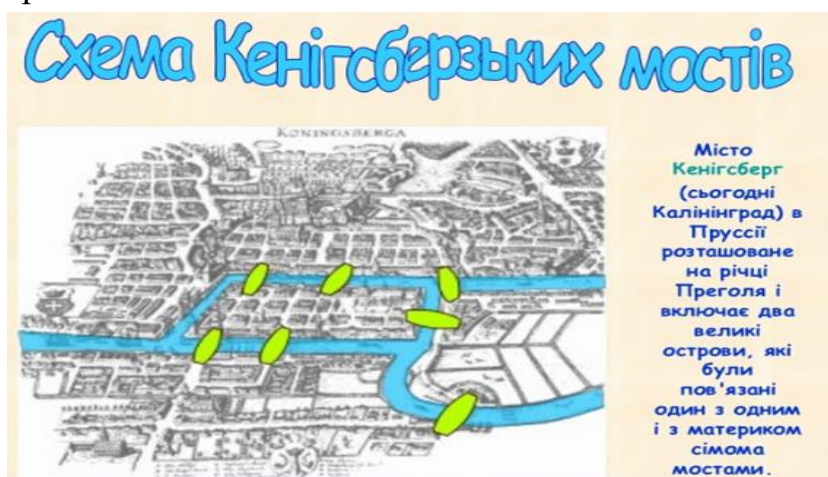 Схема Кенігсберзьких мостів
KONINGSBERGA
Місто
Кенігсберг
(сьогодні
Калінінград) в
Пруссії
розташоване
на річці
Преголя і
включає два
великі
острови, які
були
пов'язані
один з одним
і з материком
сімома
мостами.